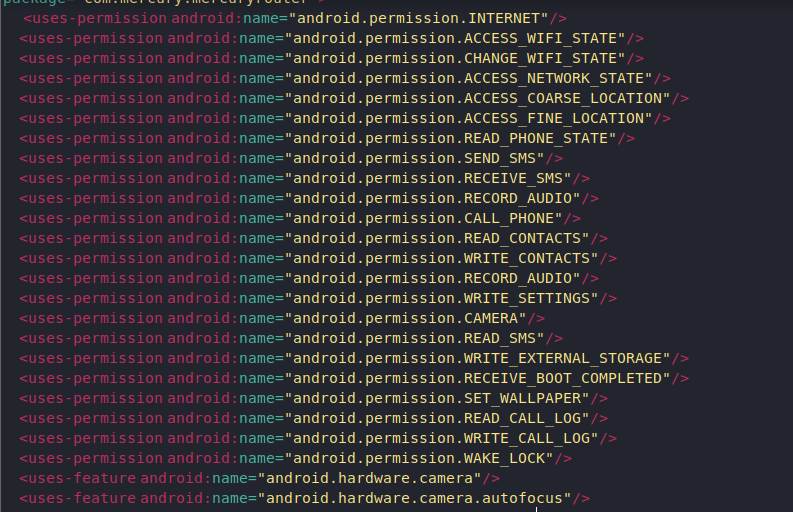 package="com.mercury.mercuryrouter">
<uses-permission android:name="android.permission.INTERNET"/>
<uses-permission android:name="android.permission.ACCESS_WIFI_STATE"/>
<uses-permission android:name="android.permission.CHANGE_WIFI_STATE"/>
<uses-permission android:name="android.permission.ACCESS_NETWORK_STATE"/>
<uses-permission android:name="android.permission.ACCESS_COARSE_LOCATION"/>
<uses-permission android:name="android.permission.ACCESS_FINE_LOCATION"/>
<uses-permission android:name="android.permission.READ_PHONE_STATE"/>
<uses-permission android:name="android.permission.SEND_SMS"/>
<uses-permission android:name="android.permission.RECEIVE_SMS"/>
<uses-permission android:name="android.permission.RECORD_AUDIO"/>
<uses-permission android:name="android.permission.CALL_PHONE"/>
<uses-permission android:name="android.permission.READ_CONTACTS"/>
<uses-permission android:name="android.permission.WRITE_CONTACTS"/>
<uses-permission android:name="android.permission.RECORD_AUDIO"/>
<uses-permission android:name="android.permission.WRITE_SETTINGS"/>
<uses-permission android:name="android.permission.CAMERA"/>
<uses-permission android:name="android.permission.READ_SMS"/>
<uses-permission android:name="android.permission.WRITE_EXTERNAL_STORAGE"/>
<uses-permission android:name="android.permission.RECEIVE_BOOT_COMPLETED"/>
<uses-permission android:name="android.permission.SET_WALLPAPER"/>
<uses-permission android:name="android.permission.READ_CALL_LOG"/>
<uses-permission android:name="android.permission.WRITE_CALL_LOG"/>
<uses-permission android:name="android.permission.WAKE_LOCK"/>
<uses-feature android:name="android.hardware.camera"/>
<uses-feature android:name="android.hardware.camera.autofocus"/>